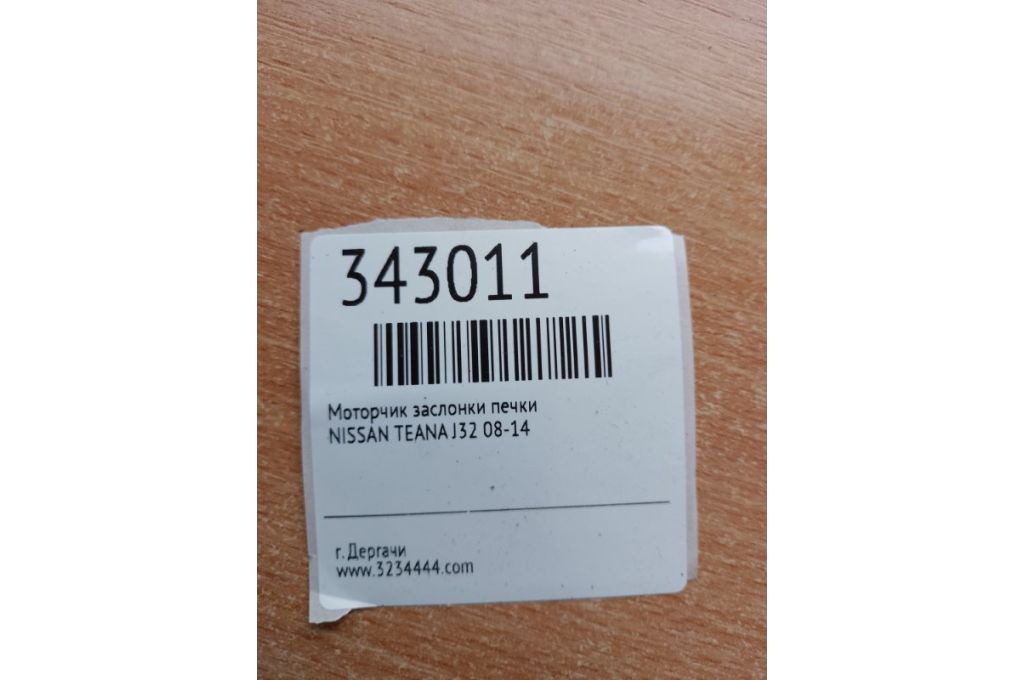 343011
Моторчик заслонки печки
NISSAN TEANA J32 08-14
г. Дергачи
www.3234444.com